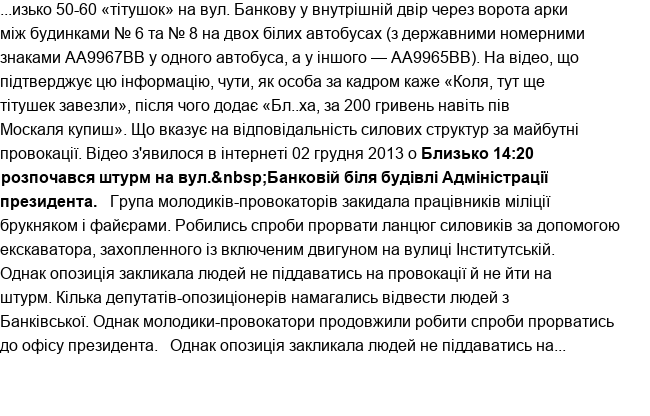 ...изько 50-60 «тітушок» на вул. Банкову у внутрішній двір через ворота арки
між будинками № 6 та № 8 на двох білих автобусах (з державними номерними
знаками АА9967ВВ у одного автобуса, а у іншого — АА9965ВВ). На відео, що
підтверджує цю інформацію, чути, як особа за кадром каже «Коля, тут ще
тітушек завезли», після чого додає «Бл..ха, за 200 гривень навіть пів
Москаля купиш». Що вказує на відповідальність силових структур за майбутні
провокації. Відео з'явилося в інтернеті 02 грудня 2013 о Близько 14:20
розпочався штурм на вул.&nbsp;Банковій біля будівлі Адміністрації
президента. Група молодиків-провокаторів закидала працівників міліції
брукняком і файєрами. Робились спроби прорвати ланцюг силовиків за допомогою
екскаватора, захопленного із включеним двигуном на вулиці Інститутській.
Однак опозиція закликала людей не піддаватись на провокації й не йти на
штурм. Кілька депутатів-опозиціонерів намагались відвести людей з
Банківської. Однак молодики-провокатори продовжили робити спроби прорватись
до офісу президента. Однак опозиція закликала людей не піддаватись на...